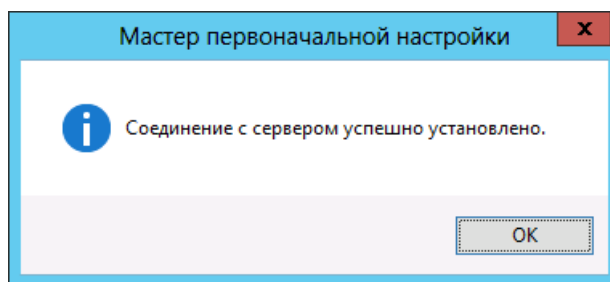 Мастер первоначальной настройки
x
Соединение с сервером успешно установлено.
OK